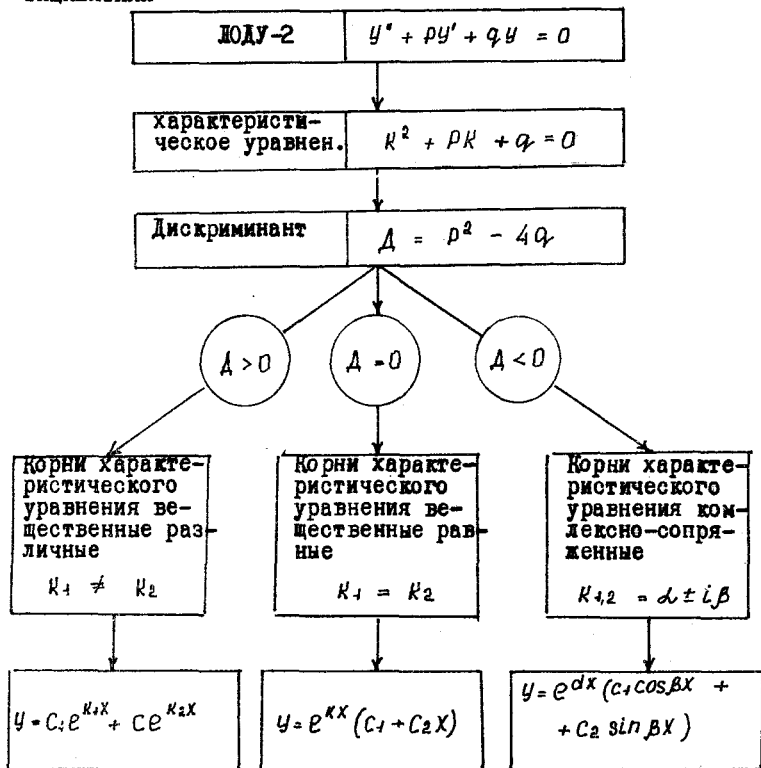 ЛОДУ-2 y" + py' + qy = 0
характеристи-
ческое уравнен. K² + pK + q = 0
Дискриминант Д = p² - 4q
Д > 0 Д = 0 Д < 0
Корни характе-
ристического
уравнения ве-
щественные раз-
личные
K₁ ≠ K₂
Корни характе-
ристического
уравнения ве-
щественные рав-
ные
K₁ = K₂
Корни характе-
ристического
уравнения ком-
лексно-сопря-
женные
K₁,₂ = α ± iβ
y = C₁e^{K₁x} + Ce^{K₂x}
y = e^{Kx} (C₁ + C₂x)
y = e^{αx} (C₁ cos βx +
+ C₂ sin βx)